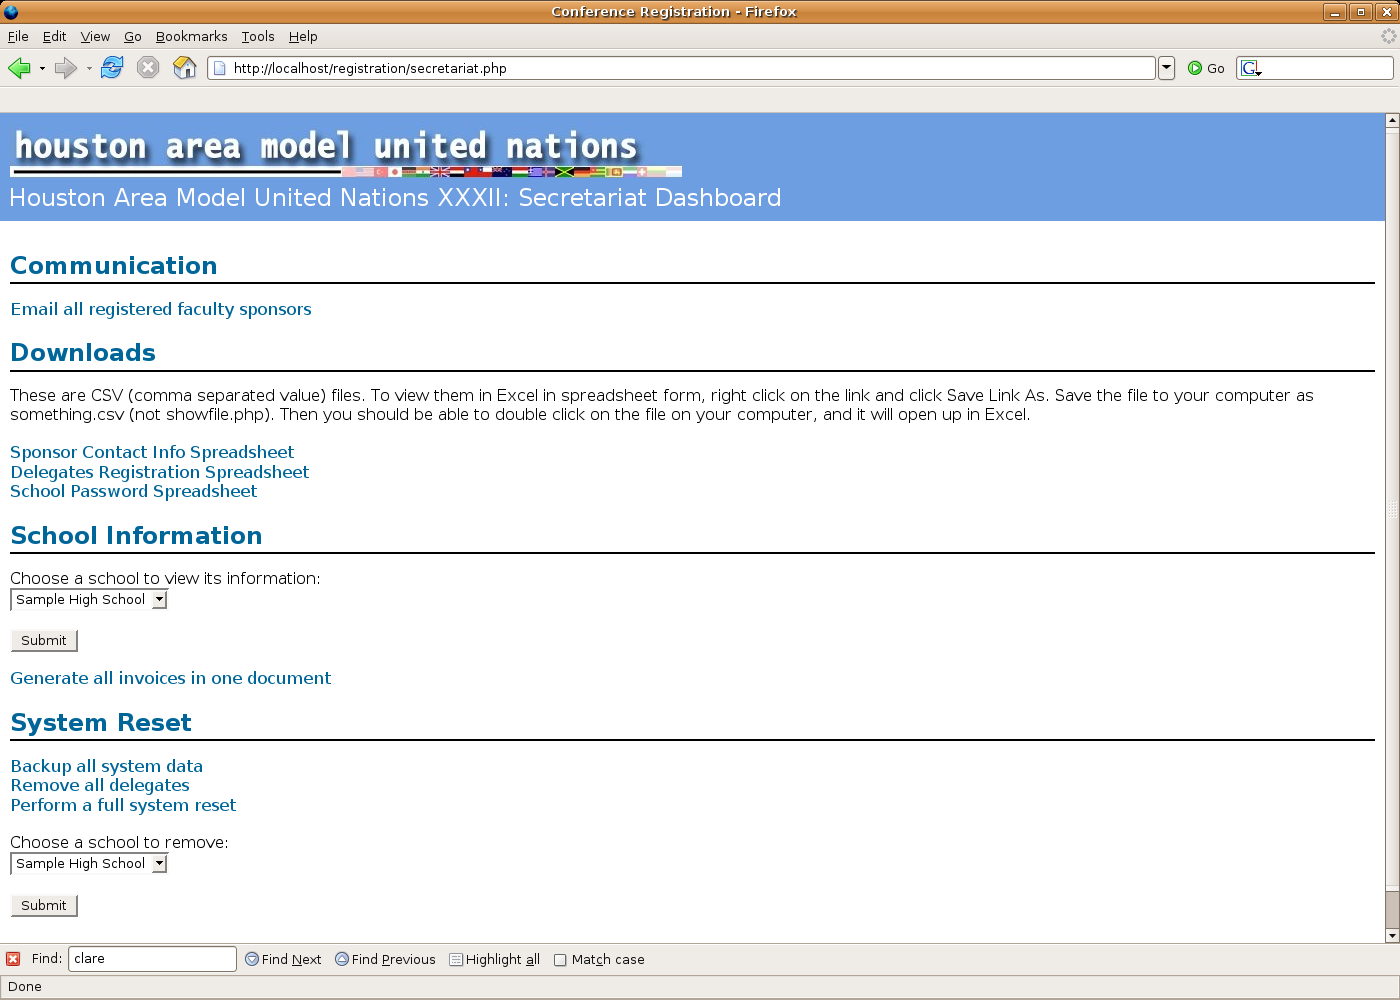 Conference Registration - Firefox
File Edit View Go Bookmarks Tools Help
http://localhost/registration/secretariat.php Go G
houston area model united nations
Houston Area Model United Nations XXXII: Secretariat Dashboard
Communication
Email all registered faculty sponsors
Downloads
These are CSV (comma separated value) files. To view them in Excel in spreadsheet form, right click on the link and click Save Link As. Save the file to your computer as
something.csv (not showfile.php). Then you should be able to double click on the file on your computer, and it will open up in Excel.
Sponsor Contact Info Spreadsheet
Delegates Registration Spreadsheet
School Password Spreadsheet
School Information
Choose a school to view its information:
Sample High School
Submit
Generate all invoices in one document
System Reset
Backup all system data
Remove all delegates
Perform a full system reset
Choose a school to remove:
Sample High School
Submit
Find: clare Find Next Find Previous Highlight all Match case
Done